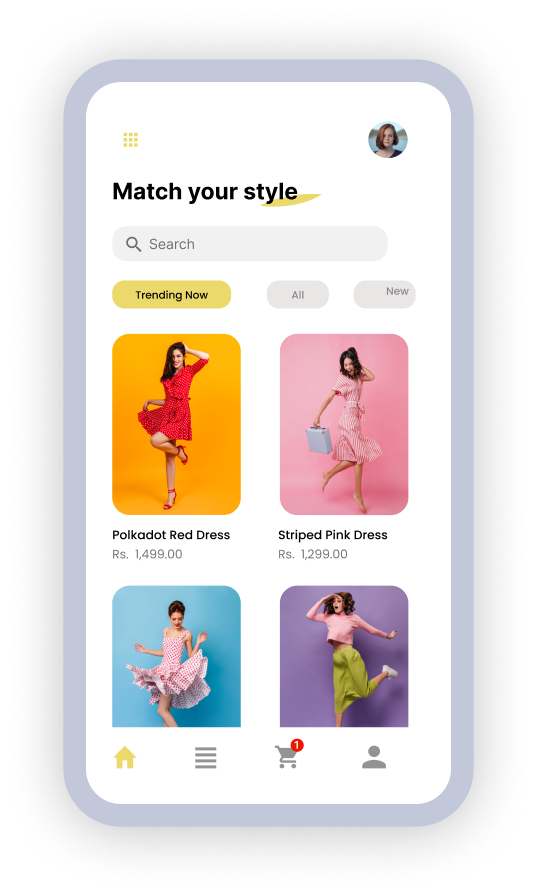 Match your style
Search
Trending Now
All
New
Polkadot Red Dress
Striped Pink Dress
Rs. 1,499.00
Rs. 1,299.00
1